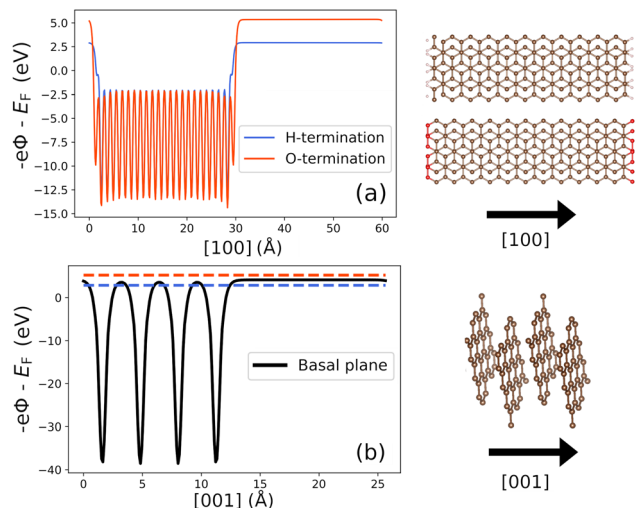 5.0
2.5
0.0
−2.5
−5.0
−7.5
−10.0
−12.5
−15.0
-eΦ - EF (eV)
H-termination
O-termination
(a)
0 10 20 30 40 50 60
[100] (Å)
[100]
0
−10
−20
−30
−40
-eΦ - EF (eV)
Basal plane
(b)
0 5 10 15 20 25
[001] (Å)
[001]